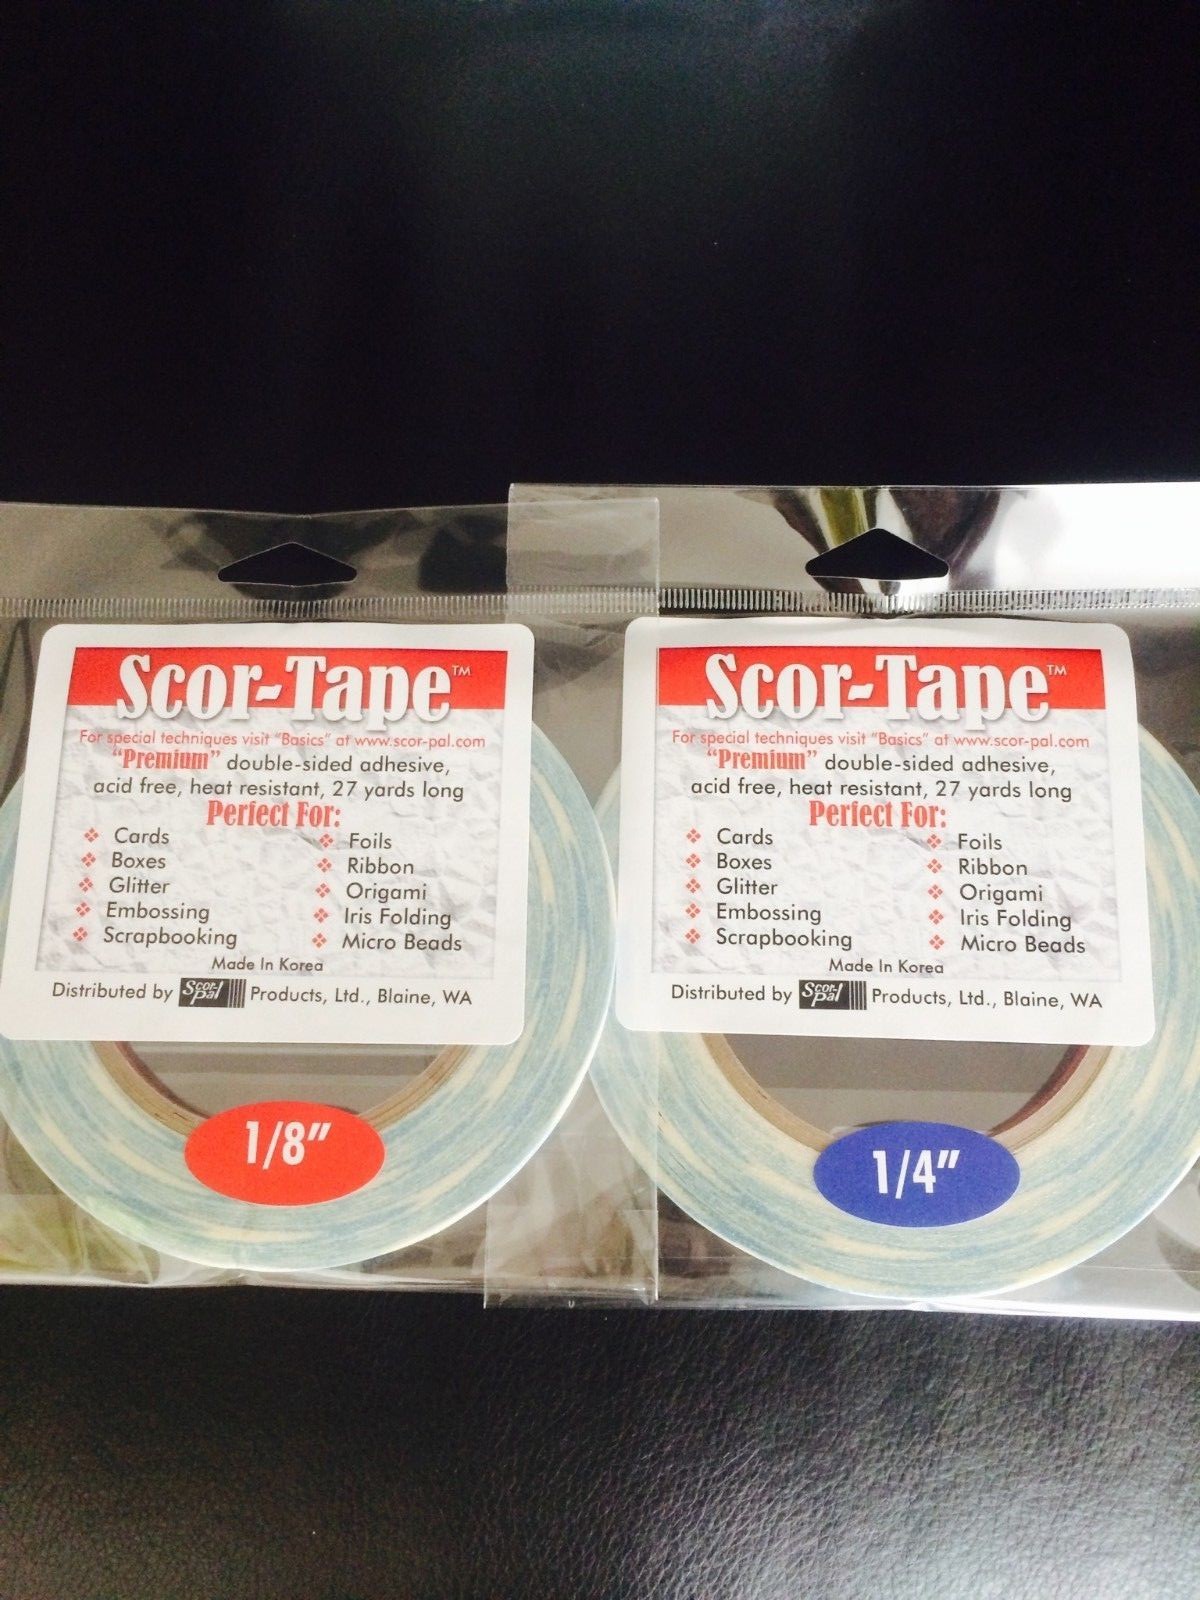 Scor-Tape™
For special techniques visit "Basics" at www.scor-pal.com
"Premium" double-sided adhesive,
acid free, heat resistant, 27 yards long
Perfect For:
❖ Cards
❖ Boxes
❖ Glitter
❖ Embossing
❖ Scrapbooking
❖ Foils
❖ Ribbon
❖ Origami
❖ Iris Folding
❖ Micro Beads
Made In Korea
Distributed by Scor-Pal Products, Ltd., Blaine, WA
1/8"
Scor-Tape™
For special techniques visit "Basics" at www.scor-pal.com
"Premium" double-sided adhesive,
acid free, heat resistant, 27 yards long
Perfect For:
❖ Cards
❖ Boxes
❖ Glitter
❖ Embossing
❖ Scrapbooking
❖ Foils
❖ Ribbon
❖ Origami
❖ Iris Folding
❖ Micro Beads
Made In Korea
Distributed by Scor-Pal Products, Ltd., Blaine, WA
1/4"